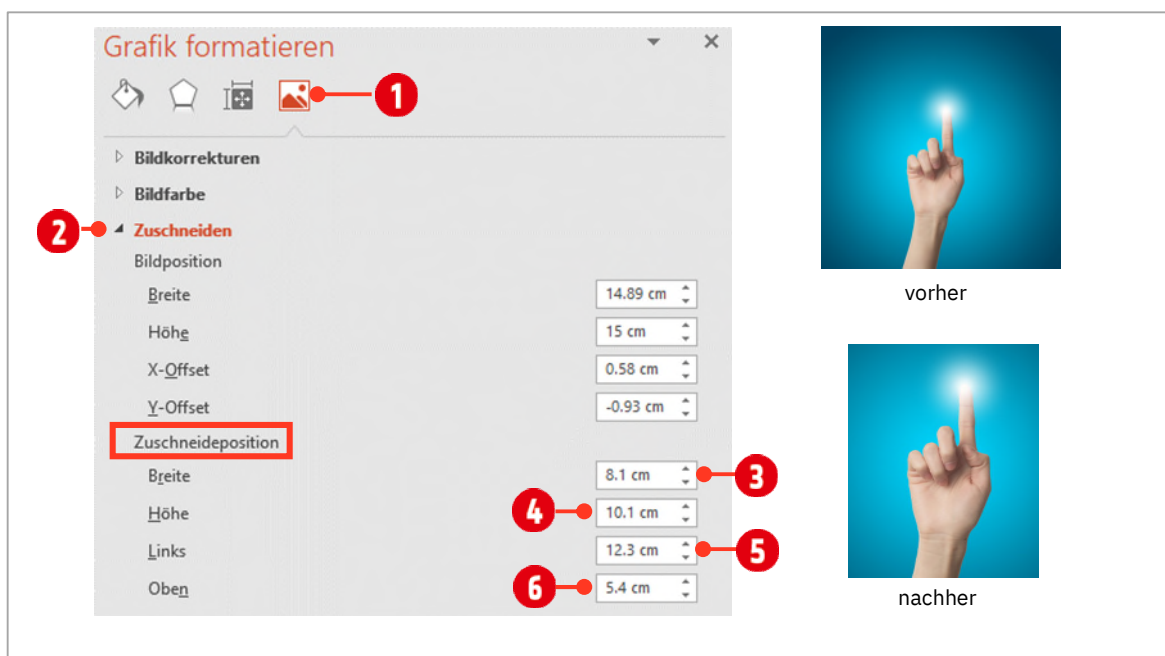 Grafik formatieren
1
Bildkorrekturen
Bildfarbe
2 Zuschneiden
Bildposition
Breite 14.89 cm
Höhe 15 cm
X-Offset 0.58 cm
Y-Offset -0.93 cm
Zuschneideposition
Breite 8.1 cm 3
Höhe 4 10.1 cm
Links 12.3 cm 5
Oben 6 5.4 cm
vorher
nachher